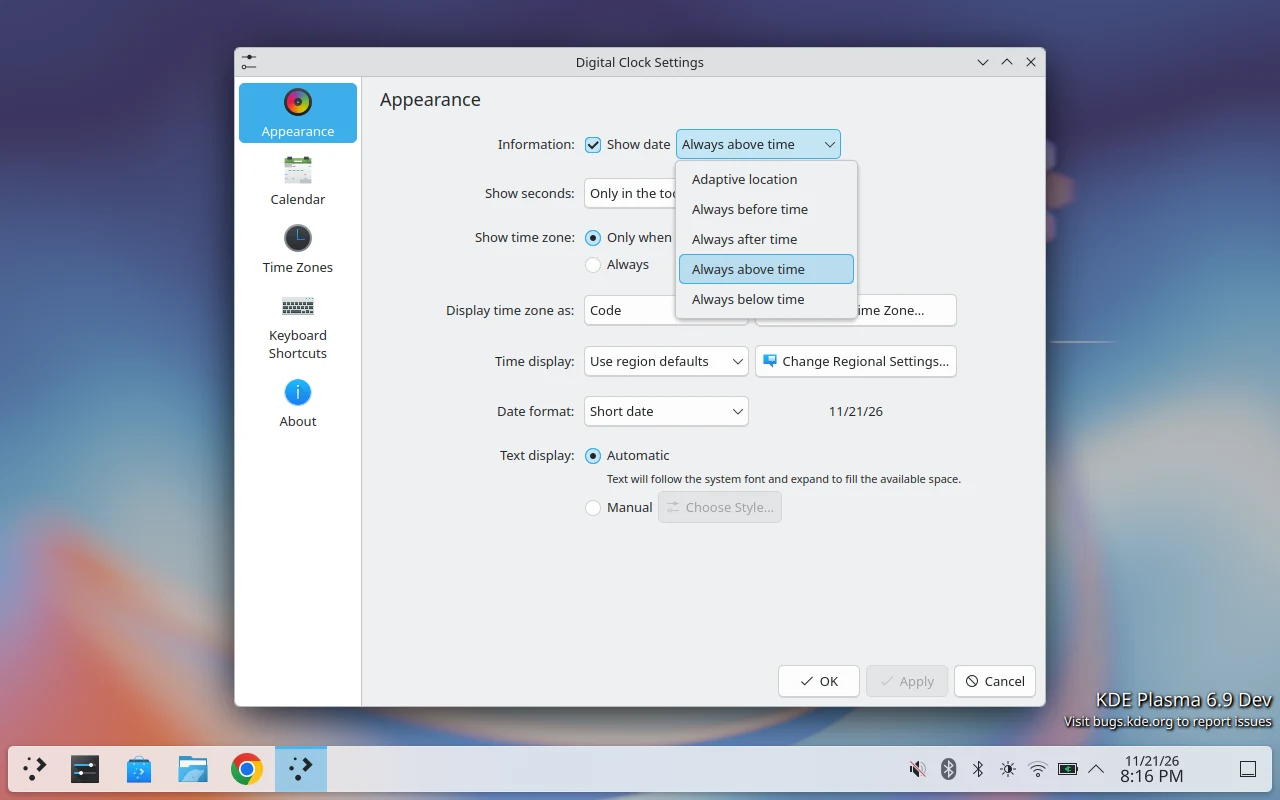 Digital Clock Settings
Appearance
Calendar
Time Zones
Keyboard
Shortcuts
About
Appearance
Information: Show date Always above time
Adaptive location
Always before time
Always after time
Always above time
Always below time
Show seconds: Only in the
Show time zone: Only when
Always
Display time zone as: Code Zone...
Time display: Use region defaults Change Regional Settings...
Date format: Short date 11/21/26
Text display: Automatic
Text will follow the system font and expand to fill the available space.
Manual Choose Style...
OK Apply Cancel
KDE Plasma 6.9 Dev
Visit bugs.kde.org to report issues
11/21/26
8:16 PM